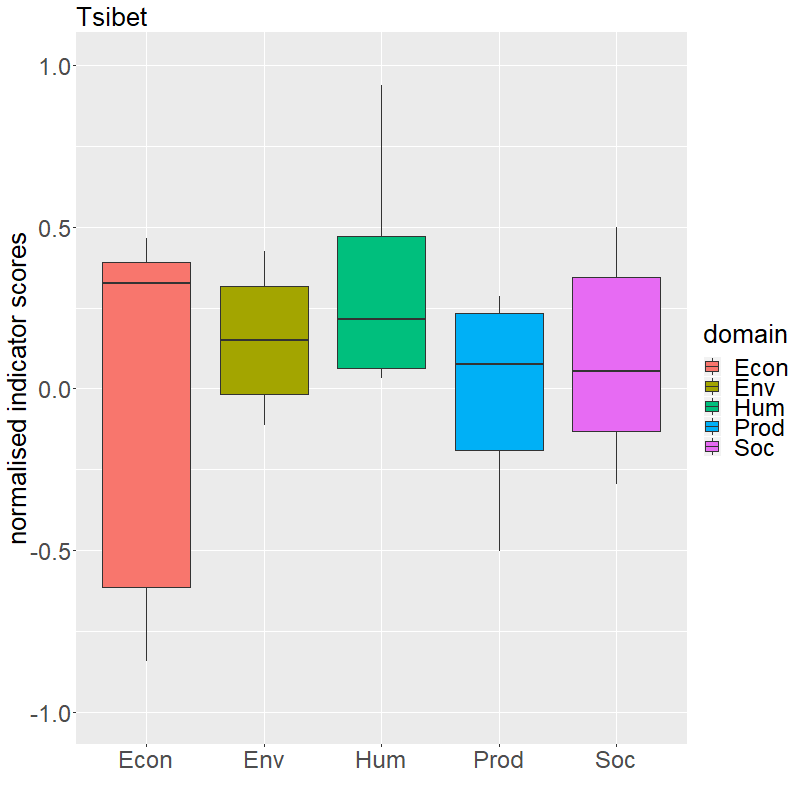 Tsibet
normalised indicator scores
1.0
0.5
0.0
-0.5
-1.0
Econ
Env
Hum
Prod
Soc
domain
Econ
Env
Hum
Prod
Soc